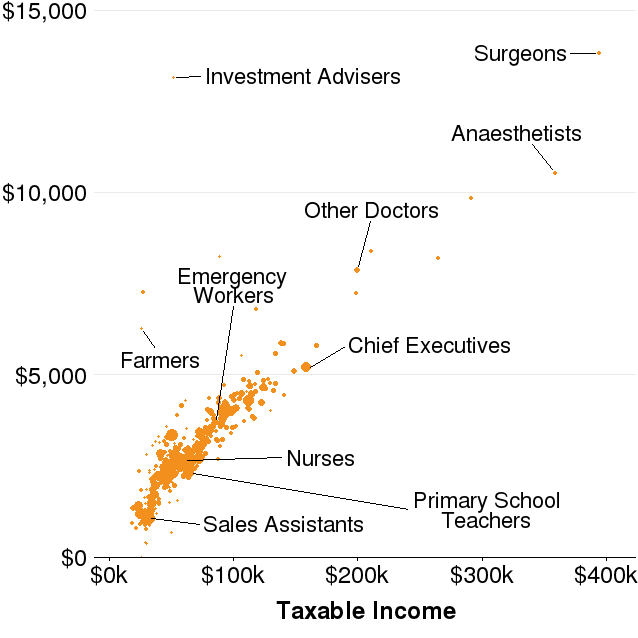 $15,000
Surgeons
Investment Advisers
Anaesthetists
$10,000
Other Doctors
Emergency
Workers
Chief Executives
Farmers
$5,000
Nurses
Primary School
Teachers
Sales Assistants
$0
$0k
$100k
$200k
$300k
$400k
Taxable Income